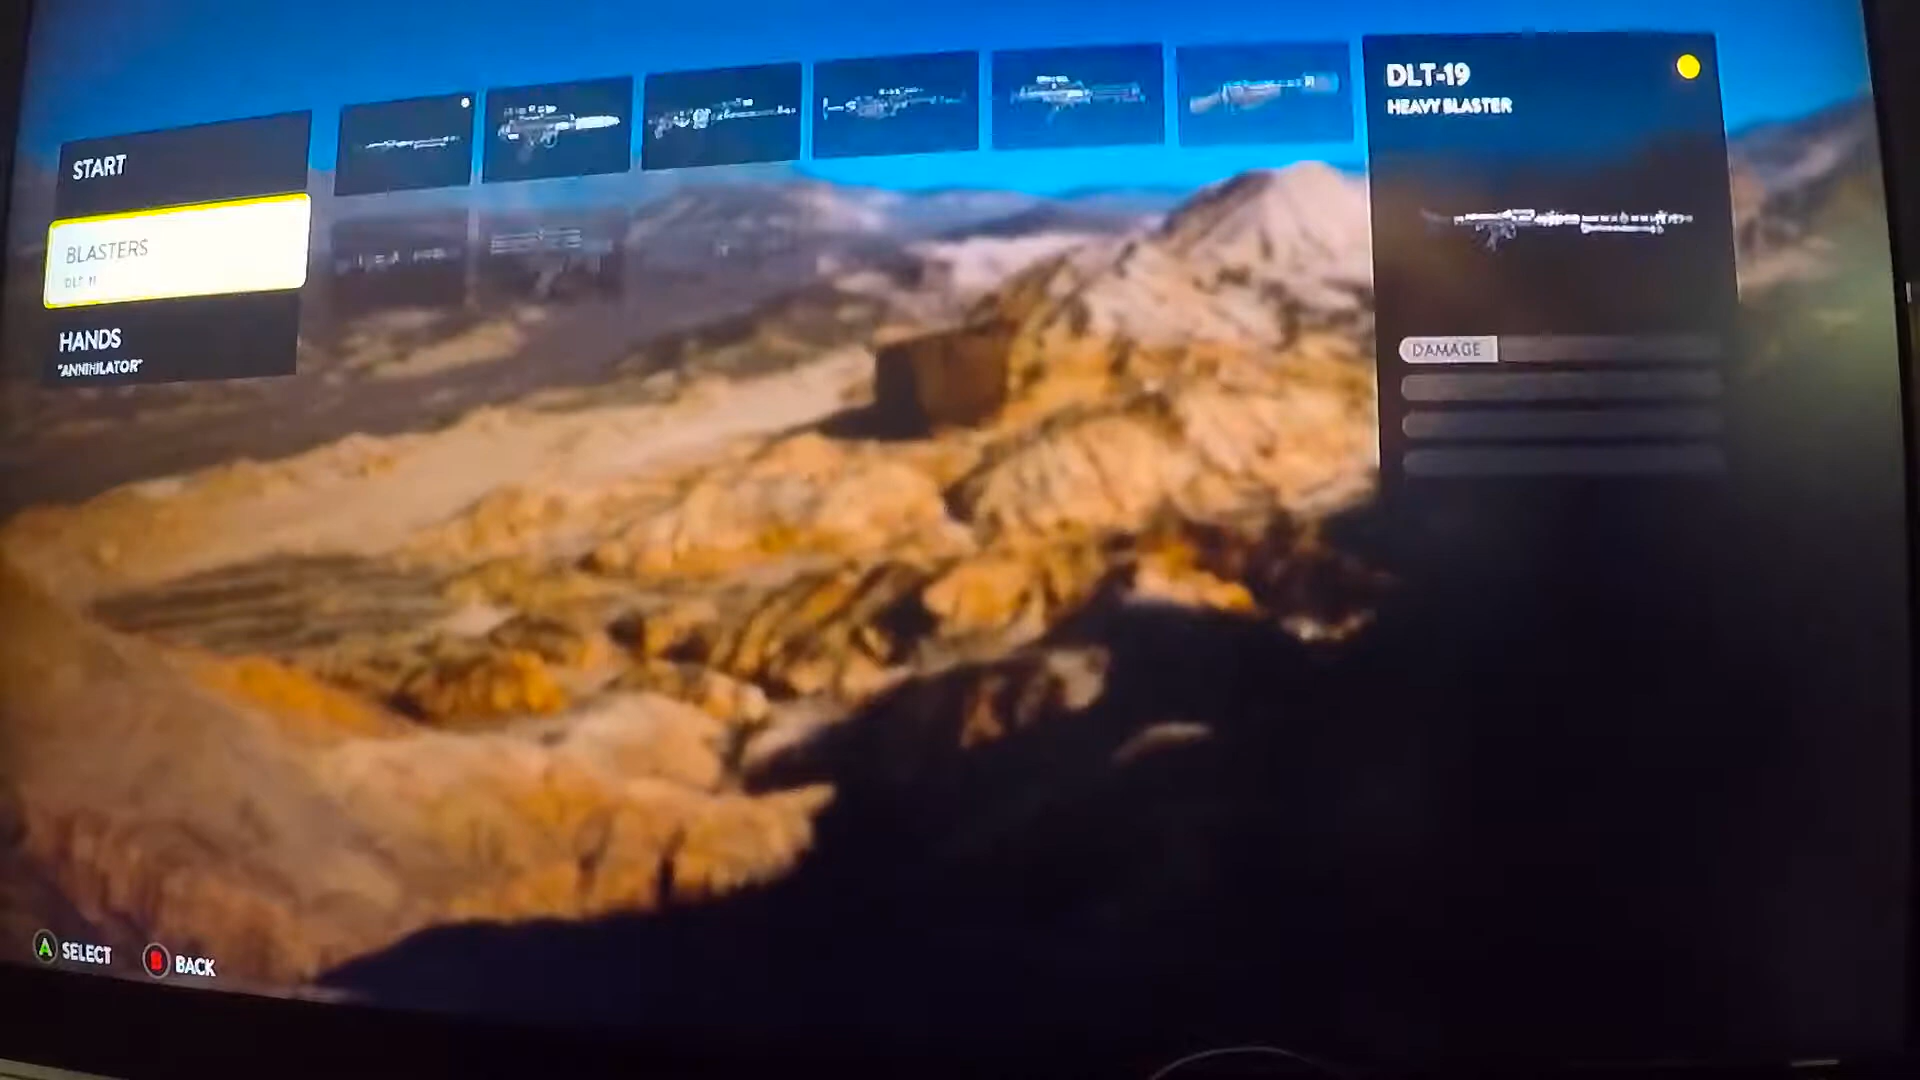 START
BLASTERS
HANDS
"ANNIHILATOR"
DLT-19
HEAVY BLASTER
DAMAGE
A SELECT
B BACK